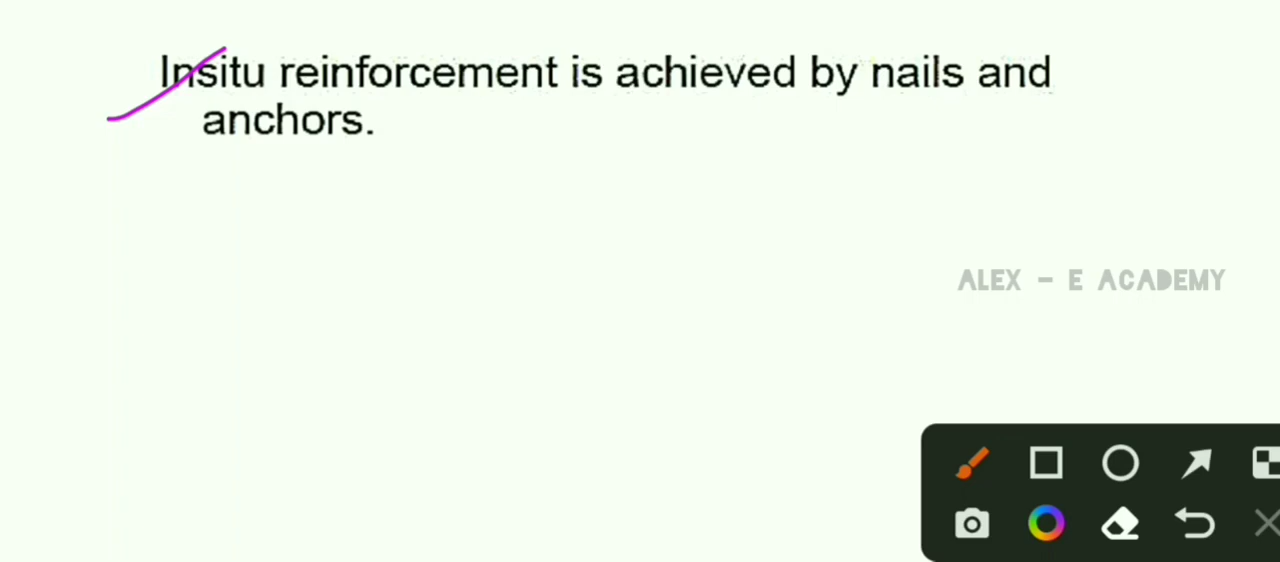 Insitu reinforcement is achieved by nails and
anchors.
ALEX - E ACADEMY